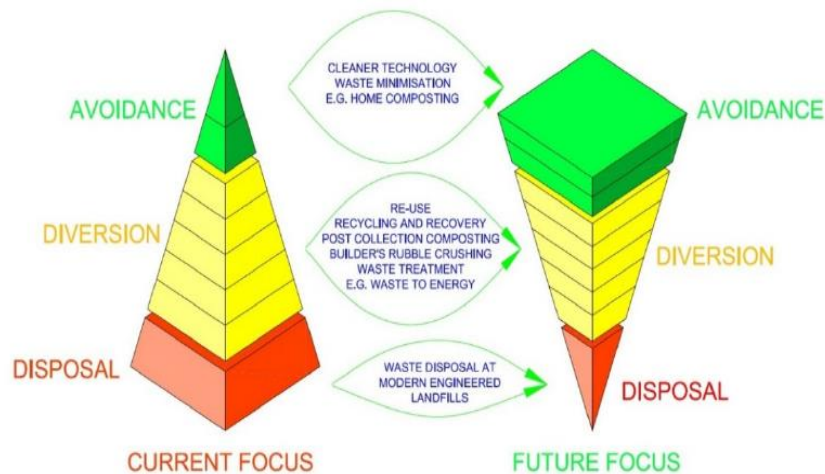 CLEANER TECHNOLOGY
WASTE MINIMISATION
E.G. HOME COMPOSTING
AVOIDANCE
AVOIDANCE
RE-USE
RECYCLING AND RECOVERY
POST COLLECTION COMPOSTING
BUILDER'S RUBBLE CRUSHING
WASTE TREATMENT
E.G. WASTE TO ENERGY
DIVERSION
DIVERSION
WASTE DISPOSAL AT
MODERN ENGINEERED
LANDFILLS
DISPOSAL
DISPOSAL
CURRENT FOCUS
FUTURE FOCUS